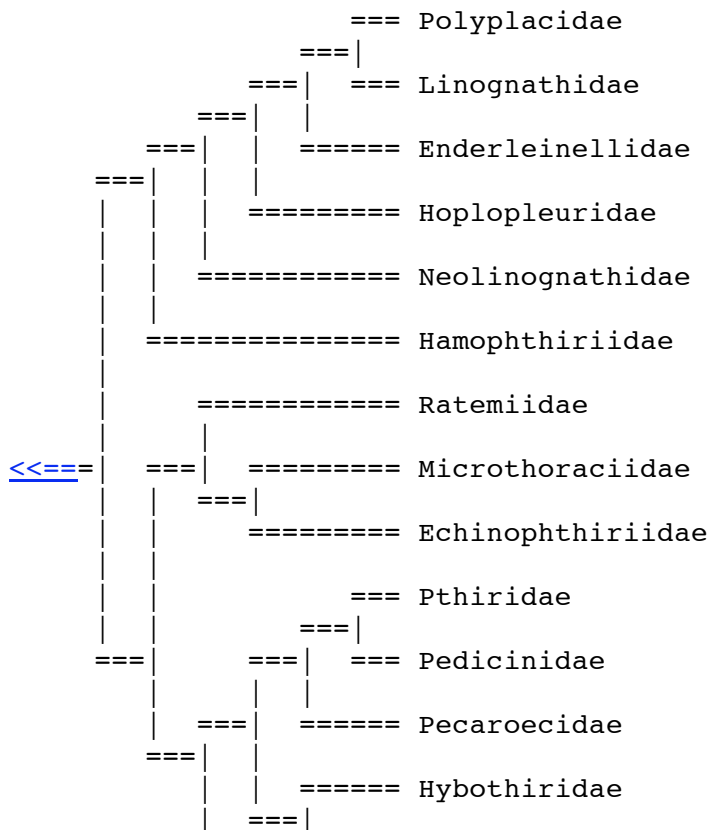 Polyplacidae
Linognathidae
Enderleinellidae
Hoplopleuridae
Neolinognathidae
Hamophthiriidae
Ratemiidae
<<===| Microthoraciidae
Echinophthiriidae
Pthiridae
Pedicinidae
Pecaroecidae
Hybothiridae